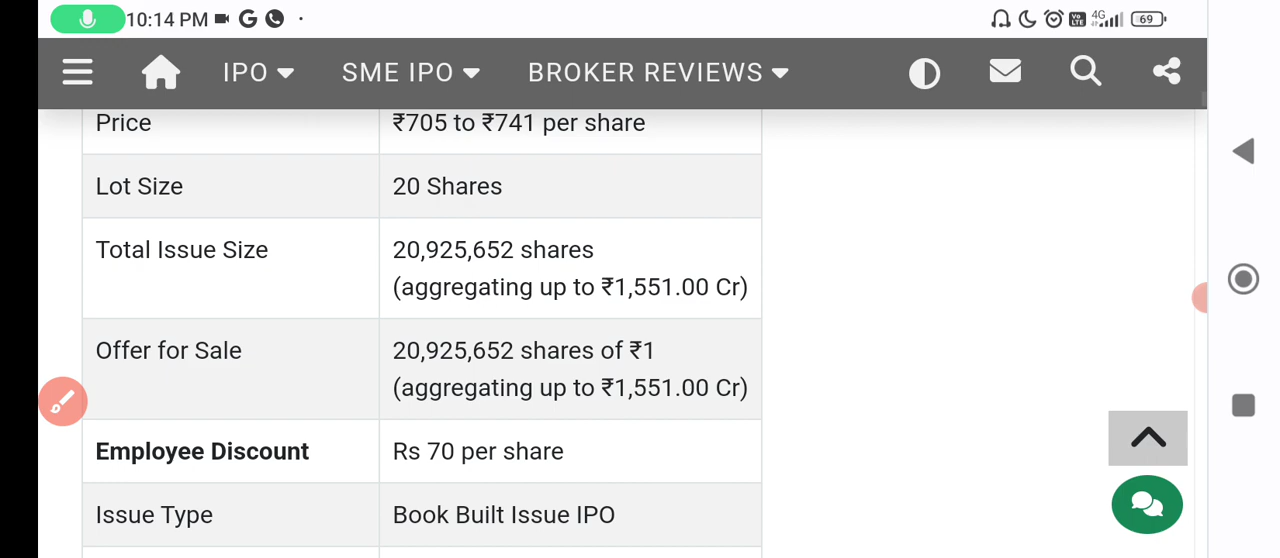 10:14 PM
4G
Vo
LTE
69
IPO
SME IPO
BROKER REVIEWS
Price
₹705 to ₹741 per share
Lot Size
20 Shares
Total Issue Size
20,925,652 shares
(aggregating up to ₹1,551.00 Cr)
Offer for Sale
20,925,652 shares of ₹1
(aggregating up to ₹1,551.00 Cr)
Employee Discount
Rs 70 per share
Issue Type
Book Built Issue IPO